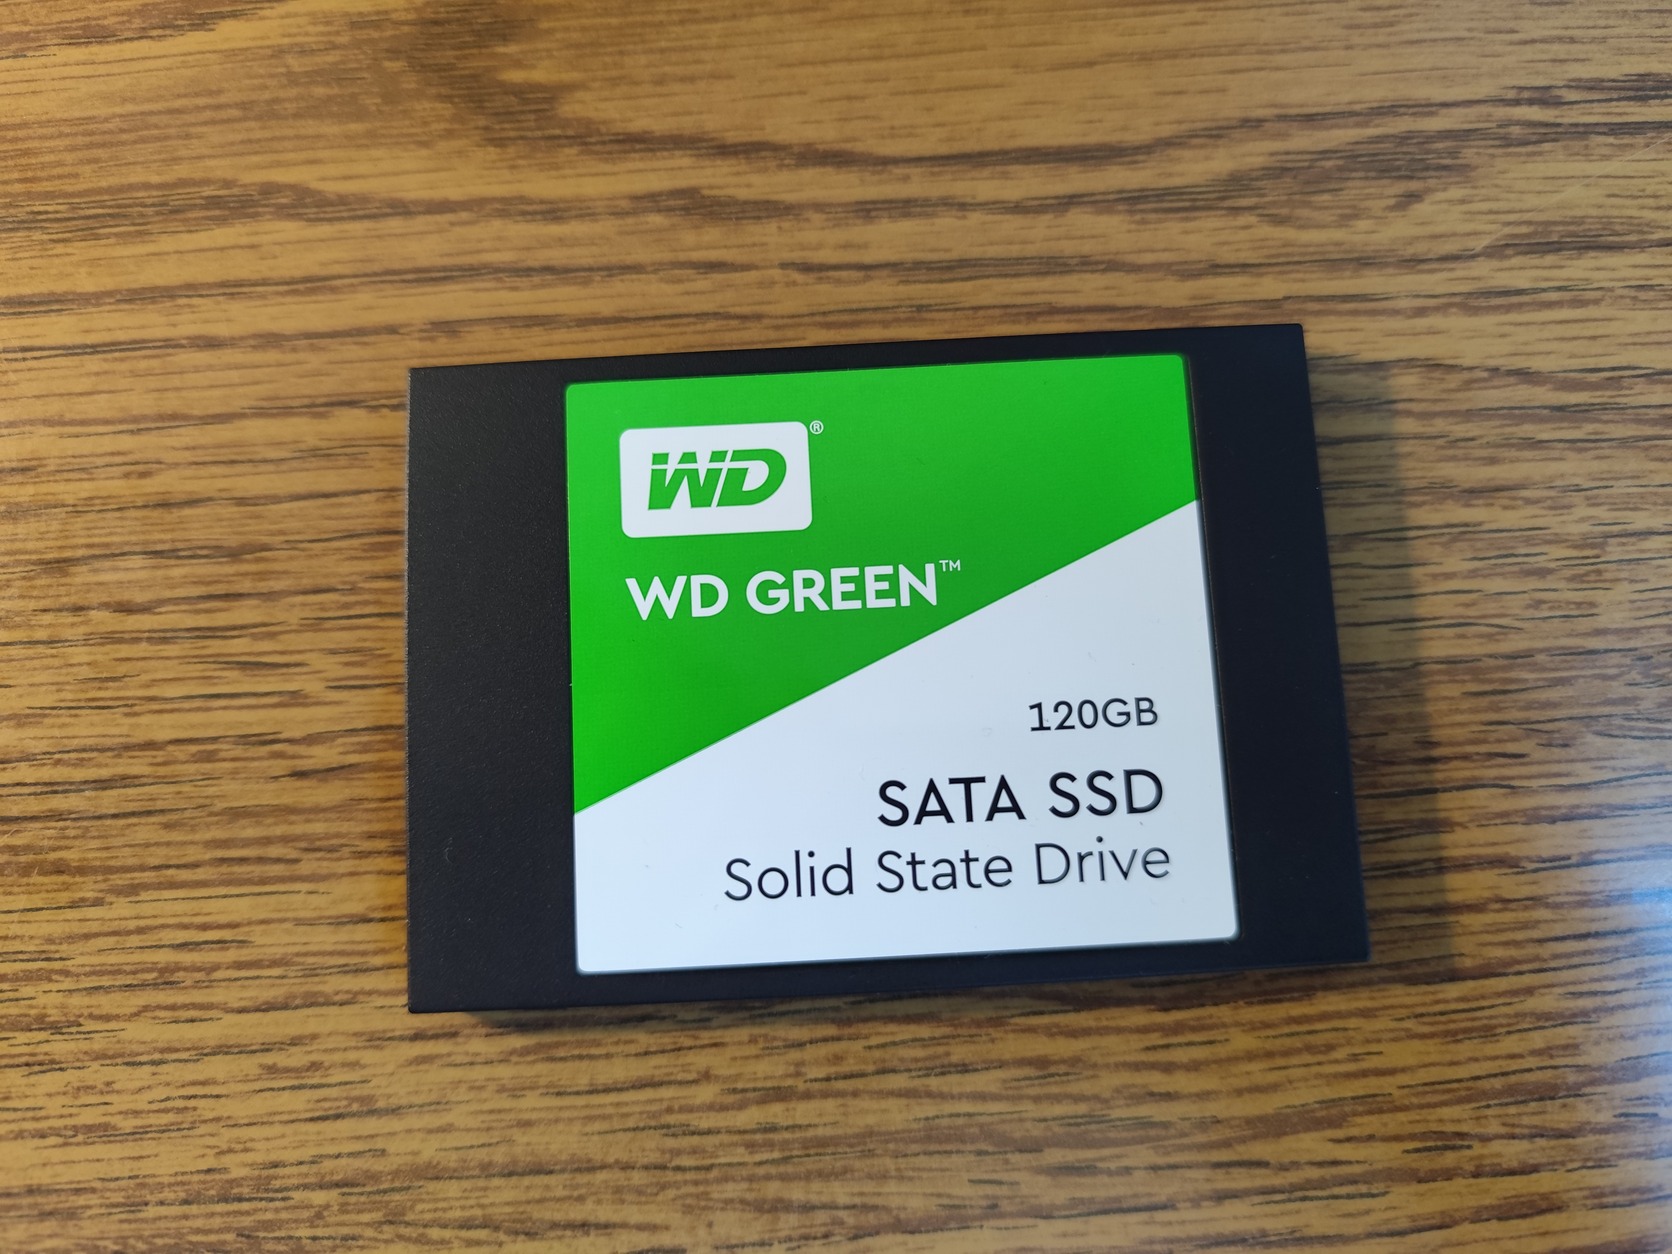 WD®
WD GREEN™
120GB
SATA SSD
Solid State Drive